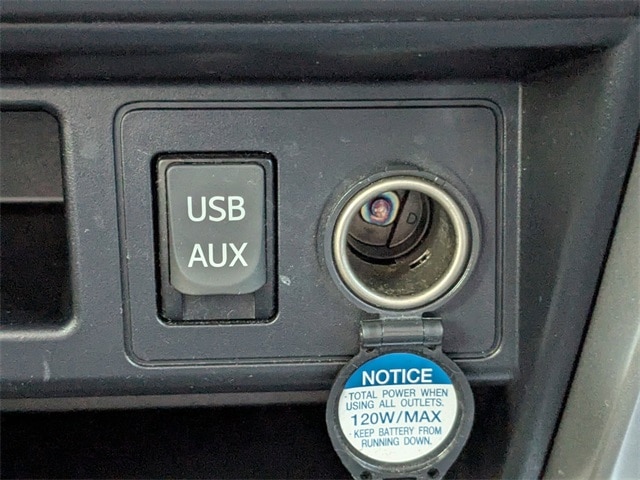 USB
AUX
D
NOTICE
·TOTAL POWER WHEN
USING ALL OUTLETS.
120W/MAX
·KEEP BATTERY FROM
RUNNING DOWN.